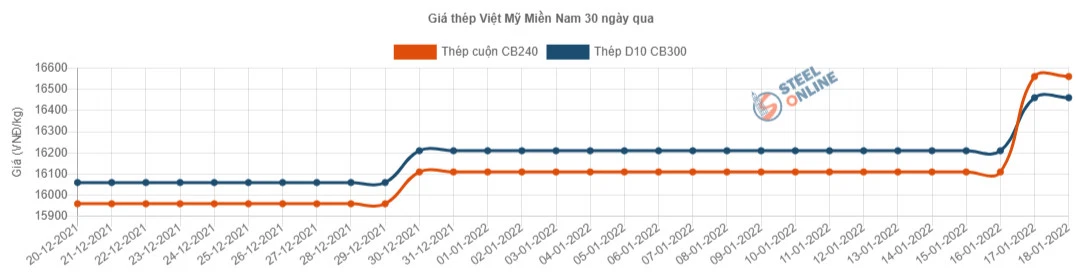 Giá thép Việt Mỹ Miền Nam 30 ngày qua
Thép cuộn CB240 Thép D10 CB300
STEEL
ONLINE
Giá (VNĐ/kg)
16600
16500
16400
16300
16200
16100
16000
15900
20-12-2021 21-12-2021 22-12-2021 23-12-2021 24-12-2021 25-12-2021 26-12-2021 27-12-2021 28-12-2021 29-12-2021 30-12-2021 31-12-2021 01-01-2022 02-01-2022 03-01-2022 04-01-2022 05-01-2022 06-01-2022 07-01-2022 08-01-2022 09-01-2022 10-01-2022 11-01-2022 12-01-2022 13-01-2022 14-01-2022 15-01-2022 16-01-2022 17-01-2022 18-01-2022